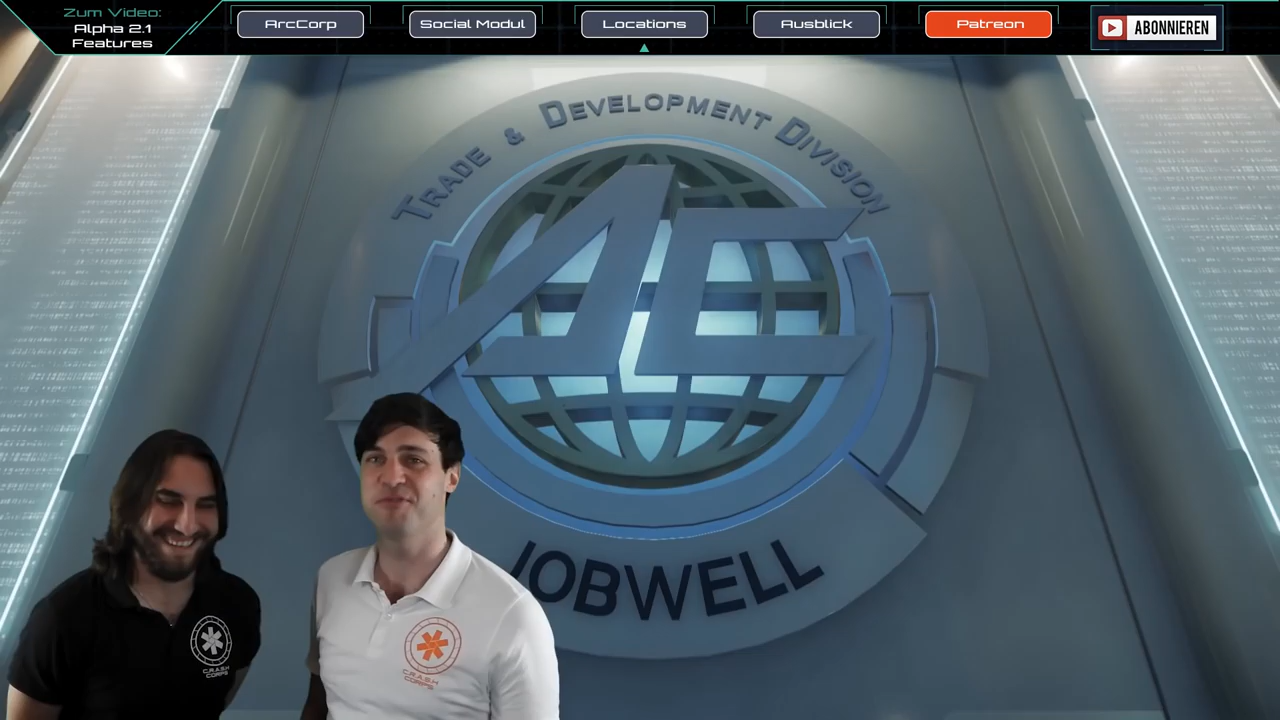 Zum Video:
Alpha 2.1
Features
ArcCorp
Social Modul
Locations
Ausblick
Patreon
ABONNIEREN
TRADE & DEVELOPMENT DIVISION
JOBWELL
C.R.A.S.H
CORPS
C.R.A.S.H
CORPS